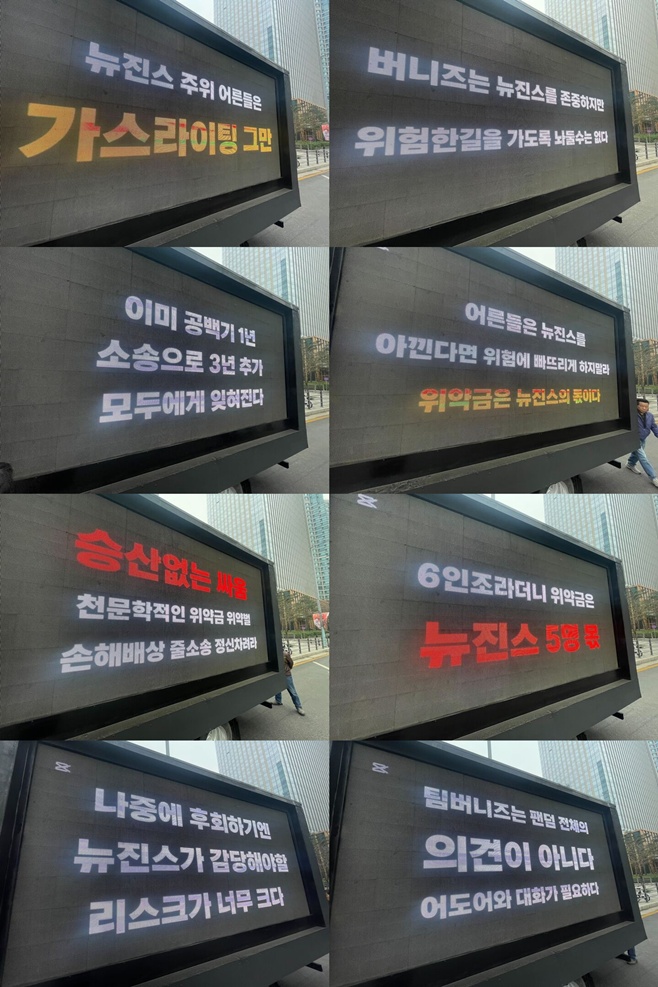 뉴진스 주위 어른들은
가스라이팅 그만
버니즈는 뉴진스를 존중하지만
위험한길을 가도록 놔둘수는 없다
이미 공백기 1년
소송으로 3년 추가
모두에게 잊혀진다
어른들은 뉴진스를
아낀다면 위험에 빠뜨리게 하지말라
위약금은 뉴진스의 몫이다
승산없는 싸움
천문학적인 위약금 위약벌
손해배상 줄소송 정신차려라
6인조라더니 위약금은
뉴진스 5명 몫
나중에 후회하기엔
뉴진스가 감당해야할
리스크가 너무 크다
팀버니즈는 팬덤 전체의
의견이 아니다
어도어와 대화가 필요하다